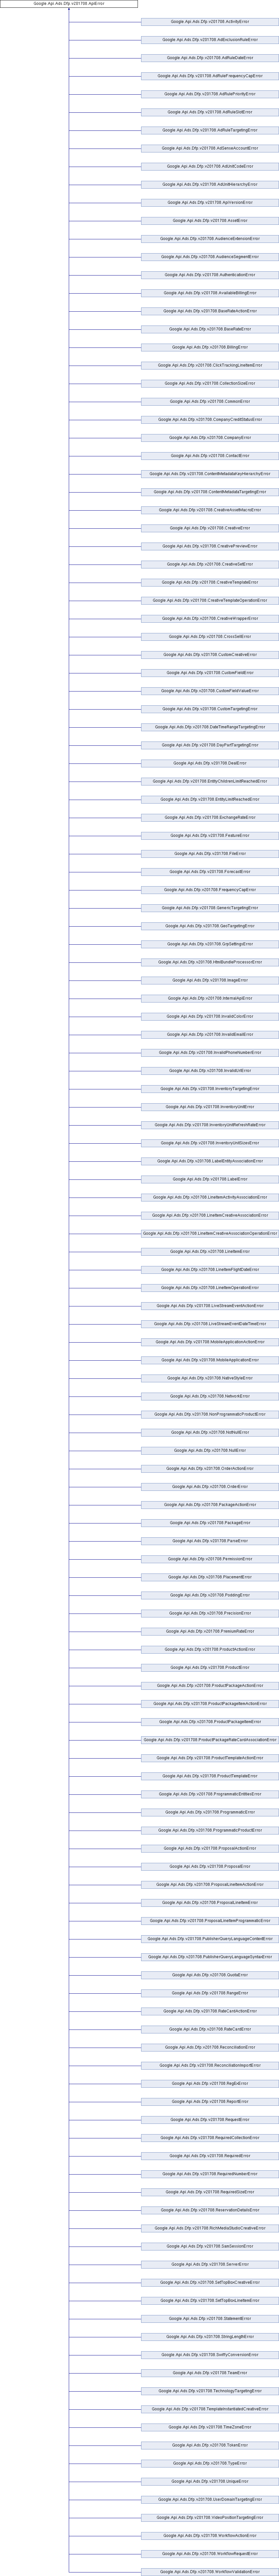 Google.Api.Ads.Dfp.v201708.ApiError
Google.Api.Ads.Dfp.v201708.ActivityError
Google.Api.Ads.Dfp.v201708.AdExclusionRuleError
Google.Api.Ads.Dfp.v201708.AdRuleDateError
Google.Api.Ads.Dfp.v201708.AdRuleFrequencyCapError
Google.Api.Ads.Dfp.v201708.AdRulePriorityError
Google.Api.Ads.Dfp.v201708.AdRuleSlotError
Google.Api.Ads.Dfp.v201708.AdRuleTargetingError
Google.Api.Ads.Dfp.v201708.AdSenseAccountError
Google.Api.Ads.Dfp.v201708.AdUnitCodeError
Google.Api.Ads.Dfp.v201708.AdUnitHierarchyError
Google.Api.Ads.Dfp.v201708.ApiVersionError
Google.Api.Ads.Dfp.v201708.AssetError
Google.Api.Ads.Dfp.v201708.AudienceExtensionError
Google.Api.Ads.Dfp.v201708.AudienceSegmentError
Google.Api.Ads.Dfp.v201708.AuthenticationError
Google.Api.Ads.Dfp.v201708.AvailableBillingError
Google.Api.Ads.Dfp.v201708.BaseRateActionError
Google.Api.Ads.Dfp.v201708.BaseRateError
Google.Api.Ads.Dfp.v201708.BillingError
Google.Api.Ads.Dfp.v201708.ClickTrackingLineItemError
Google.Api.Ads.Dfp.v201708.CollectionSizeError
Google.Api.Ads.Dfp.v201708.CommonError
Google.Api.Ads.Dfp.v201708.CompanyCreditStatusError
Google.Api.Ads.Dfp.v201708.CompanyError
Google.Api.Ads.Dfp.v201708.ContactError
Google.Api.Ads.Dfp.v201708.ContentMetadataKeyHierarchyError
Google.Api.Ads.Dfp.v201708.ContentMetadataTargetingError
Google.Api.Ads.Dfp.v201708.CreativeAssetMacroError
Google.Api.Ads.Dfp.v201708.CreativeError
Google.Api.Ads.Dfp.v201708.CreativePreviewError
Google.Api.Ads.Dfp.v201708.CreativeSetError
Google.Api.Ads.Dfp.v201708.CreativeTemplateError
Google.Api.Ads.Dfp.v201708.CreativeTemplateOperationError
Google.Api.Ads.Dfp.v201708.CreativeWrapperError
Google.Api.Ads.Dfp.v201708.CrossSellError
Google.Api.Ads.Dfp.v201708.CustomCreativeError
Google.Api.Ads.Dfp.v201708.CustomFieldError
Google.Api.Ads.Dfp.v201708.CustomFieldValueError
Google.Api.Ads.Dfp.v201708.CustomTargetingError
Google.Api.Ads.Dfp.v201708.DateTimeRangeTargetingError
Google.Api.Ads.Dfp.v201708.DayPartTargetingError
Google.Api.Ads.Dfp.v201708.DealError
Google.Api.Ads.Dfp.v201708.EntityChildrenLimitReachedError
Google.Api.Ads.Dfp.v201708.EntityLimitReachedError
Google.Api.Ads.Dfp.v201708.ExchangeRateError
Google.Api.Ads.Dfp.v201708.FeatureError
Google.Api.Ads.Dfp.v201708.FileError
Google.Api.Ads.Dfp.v201708.ForecastError
Google.Api.Ads.Dfp.v201708.FrequencyCapError
Google.Api.Ads.Dfp.v201708.GenericTargetingError
Google.Api.Ads.Dfp.v201708.GeoTargetingError
Google.Api.Ads.Dfp.v201708.GrpSettingsError
Google.Api.Ads.Dfp.v201708.HtmlBundleProcessorError
Google.Api.Ads.Dfp.v201708.ImageError
Google.Api.Ads.Dfp.v201708.InternalApiError
Google.Api.Ads.Dfp.v201708.InvalidColorError
Google.Api.Ads.Dfp.v201708.InvalidEmailError
Google.Api.Ads.Dfp.v201708.InvalidPhoneNumberError
Google.Api.Ads.Dfp.v201708.InvalidUrlError
Google.Api.Ads.Dfp.v201708.InventoryTargetingError
Google.Api.Ads.Dfp.v201708.InventoryUnitError
Google.Api.Ads.Dfp.v201708.InventoryUnitRefreshRateError
Google.Api.Ads.Dfp.v201708.InventoryUnitSizesError
Google.Api.Ads.Dfp.v201708.LabelEntityAssociationError
Google.Api.Ads.Dfp.v201708.LabelError
Google.Api.Ads.Dfp.v201708.LineItemActivityAssociationError
Google.Api.Ads.Dfp.v201708.LineItemCreativeAssociationError
Google.Api.Ads.Dfp.v201708.LineItemCreativeAssociationOperationError
Google.Api.Ads.Dfp.v201708.LineItemError
Google.Api.Ads.Dfp.v201708.LineItemFlightDateError
Google.Api.Ads.Dfp.v201708.LineItemOperationError
Google.Api.Ads.Dfp.v201708.LiveStreamEventActionError
Google.Api.Ads.Dfp.v201708.LiveStreamEventDateTimeError
Google.Api.Ads.Dfp.v201708.MobileApplicationActionError
Google.Api.Ads.Dfp.v201708.MobileApplicationError
Google.Api.Ads.Dfp.v201708.NativeStyleError
Google.Api.Ads.Dfp.v201708.NetworkError
Google.Api.Ads.Dfp.v201708.NonProgrammaticProductError
Google.Api.Ads.Dfp.v201708.NotNullError
Google.Api.Ads.Dfp.v201708.NullError
Google.Api.Ads.Dfp.v201708.OrderActionError
Google.Api.Ads.Dfp.v201708.OrderError
Google.Api.Ads.Dfp.v201708.PackageActionError
Google.Api.Ads.Dfp.v201708.PackageError
Google.Api.Ads.Dfp.v201708.ParseError
Google.Api.Ads.Dfp.v201708.PermissionError
Google.Api.Ads.Dfp.v201708.PlacementError
Google.Api.Ads.Dfp.v201708.PoddingError
Google.Api.Ads.Dfp.v201708.PrecisionError
Google.Api.Ads.Dfp.v201708.PremiumRateError
Google.Api.Ads.Dfp.v201708.ProductActionError
Google.Api.Ads.Dfp.v201708.ProductError
Google.Api.Ads.Dfp.v201708.ProductPackageActionError
Google.Api.Ads.Dfp.v201708.ProductPackageItemActionError
Google.Api.Ads.Dfp.v201708.ProductPackageItemError
Google.Api.Ads.Dfp.v201708.ProductPackageRateCardAssociationError
Google.Api.Ads.Dfp.v201708.ProductTemplateActionError
Google.Api.Ads.Dfp.v201708.ProductTemplateError
Google.Api.Ads.Dfp.v201708.ProgrammaticEntitiesError
Google.Api.Ads.Dfp.v201708.ProgrammaticError
Google.Api.Ads.Dfp.v201708.ProgrammaticProductError
Google.Api.Ads.Dfp.v201708.ProposalActionError
Google.Api.Ads.Dfp.v201708.ProposalError
Google.Api.Ads.Dfp.v201708.ProposalLineItemActionError
Google.Api.Ads.Dfp.v201708.ProposalLineItemError
Google.Api.Ads.Dfp.v201708.ProposalLineItemProgrammaticError
Google.Api.Ads.Dfp.v201708.PublisherQueryLanguageContextError
Google.Api.Ads.Dfp.v201708.PublisherQueryLanguageSyntaxError
Google.Api.Ads.Dfp.v201708.QuotaError
Google.Api.Ads.Dfp.v201708.RangeError
Google.Api.Ads.Dfp.v201708.RateCardActionError
Google.Api.Ads.Dfp.v201708.RateCardError
Google.Api.Ads.Dfp.v201708.ReconciliationError
Google.Api.Ads.Dfp.v201708.ReconciliationImportError
Google.Api.Ads.Dfp.v201708.RegExError
Google.Api.Ads.Dfp.v201708.ReportError
Google.Api.Ads.Dfp.v201708.RequestError
Google.Api.Ads.Dfp.v201708.RequiredCollectionError
Google.Api.Ads.Dfp.v201708.RequiredError
Google.Api.Ads.Dfp.v201708.RequiredNumberError
Google.Api.Ads.Dfp.v201708.RequiredSizeError
Google.Api.Ads.Dfp.v201708.ReservationDetailsError
Google.Api.Ads.Dfp.v201708.RichMediaStudioCreativeError
Google.Api.Ads.Dfp.v201708.SaiSessionError
Google.Api.Ads.Dfp.v201708.ServerError
Google.Api.Ads.Dfp.v201708.SetTopBoxCreativeError
Google.Api.Ads.Dfp.v201708.SetTopBoxLineItemError
Google.Api.Ads.Dfp.v201708.StatementError
Google.Api.Ads.Dfp.v201708.StringLengthError
Google.Api.Ads.Dfp.v201708.SwiffyConversionError
Google.Api.Ads.Dfp.v201708.TeamError
Google.Api.Ads.Dfp.v201708.TechnologyTargetingError
Google.Api.Ads.Dfp.v201708.TemplateInstantiatedCreativeError
Google.Api.Ads.Dfp.v201708.TimeZoneError
Google.Api.Ads.Dfp.v201708.TokenError
Google.Api.Ads.Dfp.v201708.TypeError
Google.Api.Ads.Dfp.v201708.UniqueError
Google.Api.Ads.Dfp.v201708.UserDomainTargetingError
Google.Api.Ads.Dfp.v201708.VideoPositionTargetingError
Google.Api.Ads.Dfp.v201708.WorkflowActionError
Google.Api.Ads.Dfp.v201708.WorkflowRequestError
Google.Api.Ads.Dfp.v201708.WorkflowValidationError